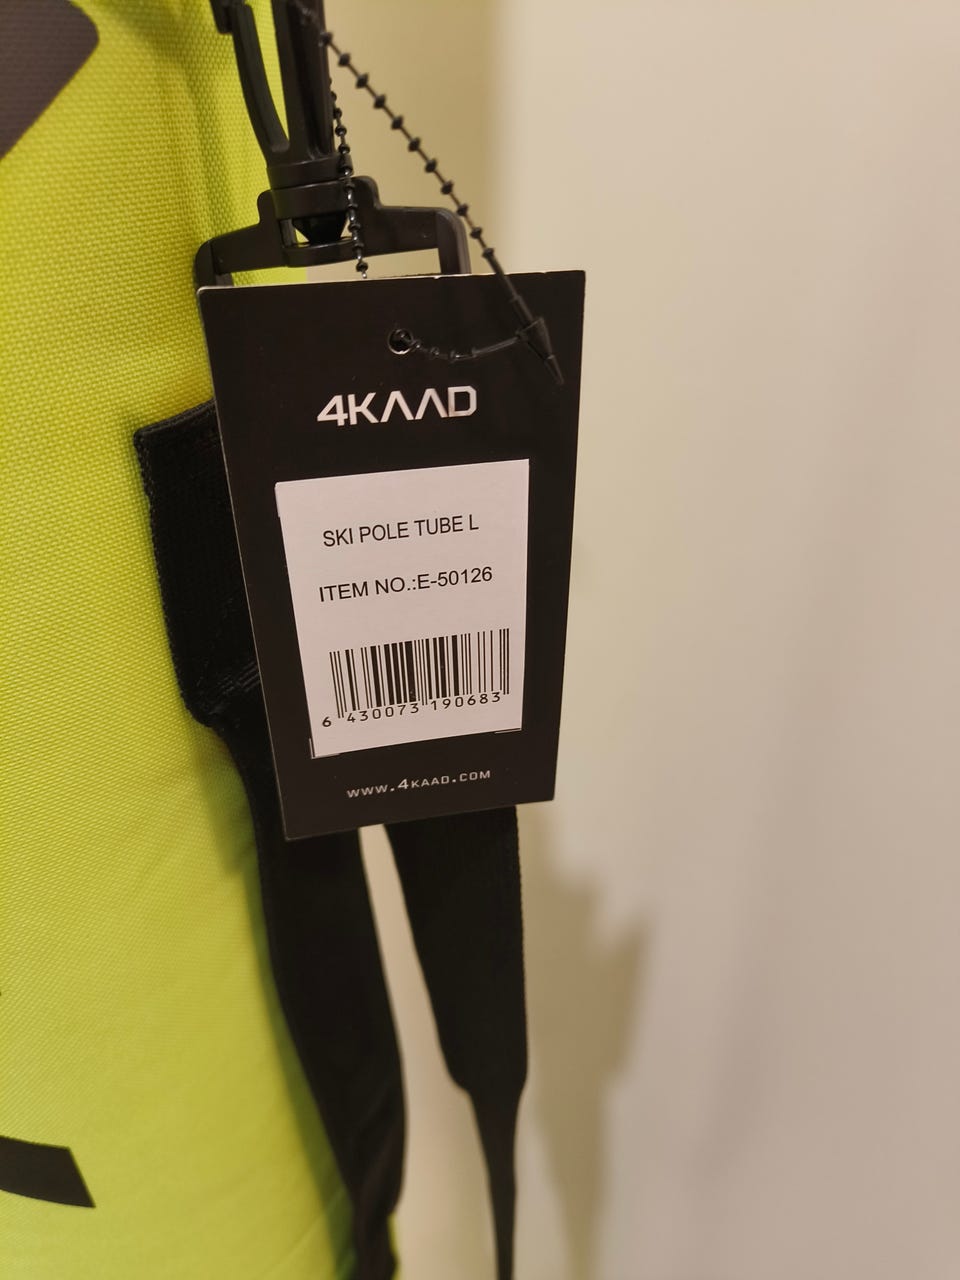 4KAAD
SKI POLE TUBE L
ITEM NO.:E-50126
6 430073 190683
www.4KAAD.COM